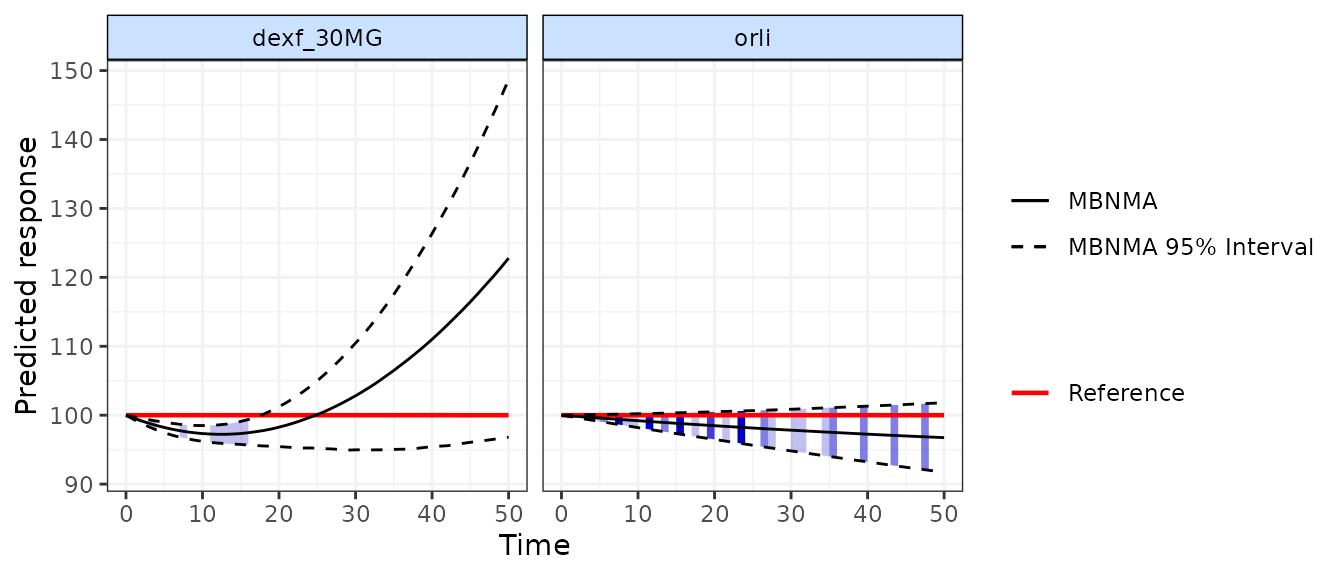 dexf_30MG
orli
Predicted response
150
140
130
120
110
100
90
0 10 20 30 40 50
0 10 20 30 40 50
Time
MBNMA
MBNMA 95% Interval
Reference